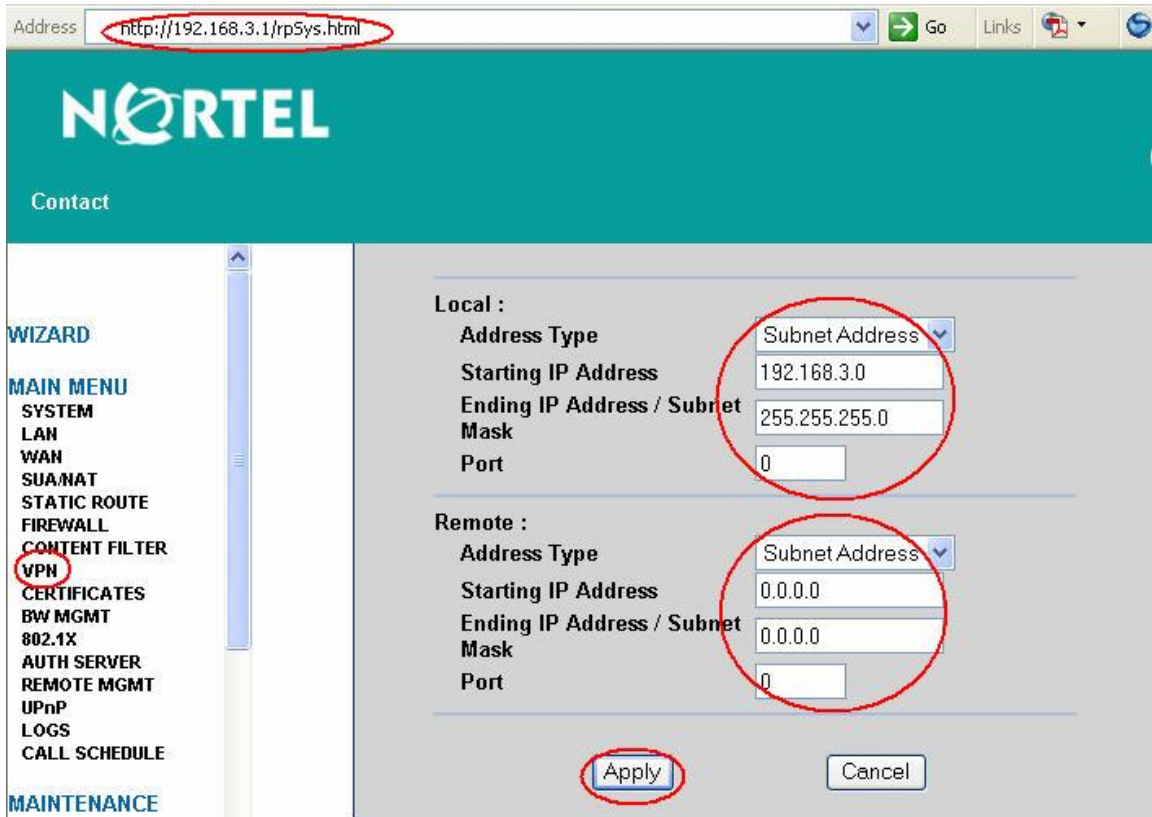 Address http://192.168.3.1/rpSys.html Go Links
NORTEL
Contact
WIZARD
MAIN MENU
SYSTEM
LAN
WAN
SUA/NAT
STATIC ROUTE
FIREWALL
CONTENT FILTER
VPN
CERTIFICATES
BW MGMT
802.1X
AUTH SERVER
REMOTE MGMT
UPnP
LOGS
CALL SCHEDULE
MAINTENANCE
Local :
Address Type Subnet Address
Starting IP Address 192.168.3.0
Ending IP Address / Subnet
Mask 255.255.255.0
Port 0
Remote :
Address Type Subnet Address
Starting IP Address 0.0.0.0
Ending IP Address / Subnet
Mask 0.0.0.0
Port 0
Apply Cancel